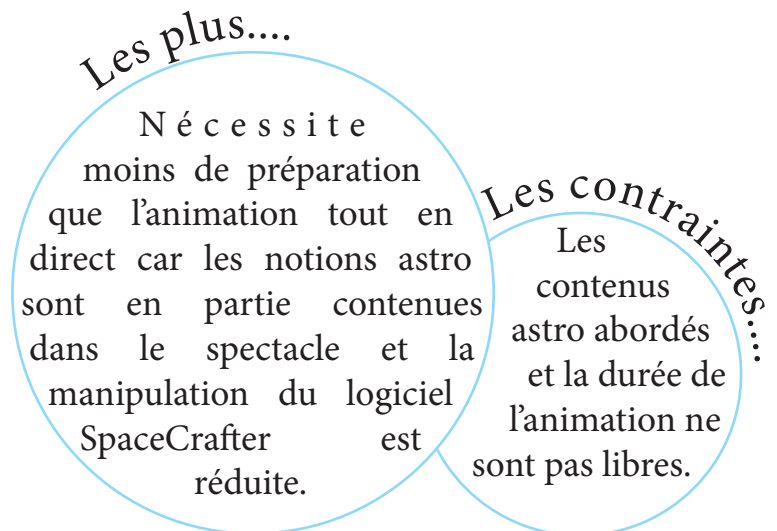 Les plus....
Nécessite
moins de préparation
que l'animation tout en
direct car les notions astro
sont en partie contenues
dans le spectacle et la
manipulation du logiciel
SpaceCrafter est
réduite.
Les contraintes....
Les
contenus
astro abordés
et la durée de
l'animation ne
sont pas libres.